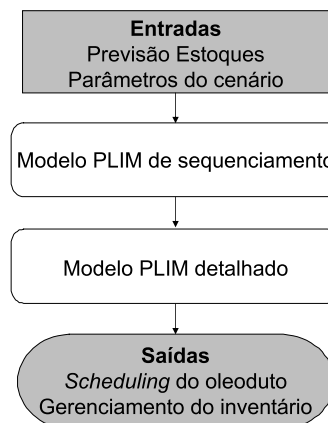 Entradas
Previsão Estoques
Parâmetros do cenário
Modelo PLIM de sequenciamento
Modelo PLIM detalhado
Saídas
Scheduling do oleoduto
Gerenciamento do inventário